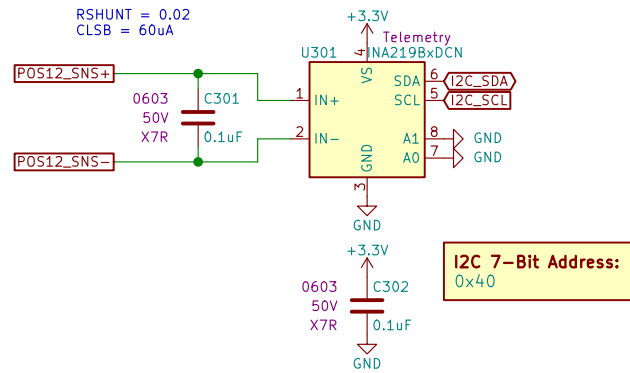 RSHUNT = 0.02
CLSB = 60uA
+3.3V
Telemetry
U301
INA219BxDCN
POS12_SNS+
4
VS
SDA
6
I2C_SDA
0603
C301
1
IN+
SCL
5
I2C_SCL
50V
X7R
0.1uF
2
IN-
A1
8
GND
POS12_SNS-
GND
A0
7
GND
3
GND
+3.3V
0603
C302
50V
X7R
0.1uF
GND
I2C 7-Bit Address:
0x40